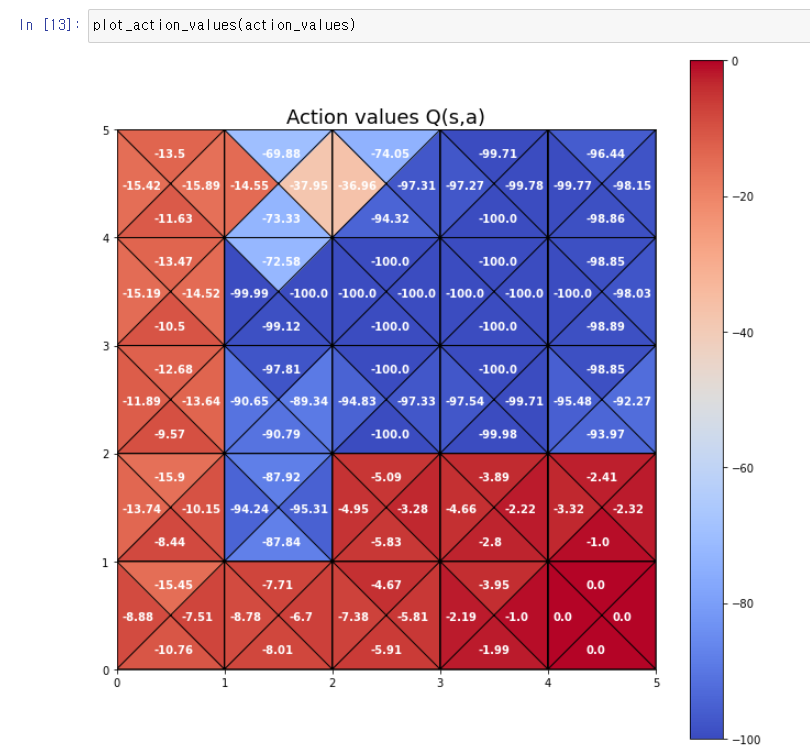 In [13]: plot_action_values(action_values)
Action values Q(s,a)
0
5
-13.5 -69.88 -74.05 -99.71 -96.44
-15.42 -15.89 -14.55 -37.95 -36.96 -97.31 -97.27 -99.78 -99.77 -98.15
-11.63 -73.33 -94.32 -100.0 -98.86
−20
4
-13.47 -72.58 -100.0 -100.0 -98.85
-15.19 -14.52 -99.99 -100.0 -100.0 -100.0 -100.0 -100.0 -100.0 -98.03
-10.5 -99.12 -100.0 -100.0 -98.89
−40
3
-12.68 -97.81 -100.0 -100.0 -98.85
-11.89 -13.64 -90.65 -89.34 -94.83 -97.33 -97.54 -99.71 -95.48 -92.27
-9.57 -90.79 -100.0 -99.98 -93.97
2
−60
-15.9 -87.92 -5.09 -3.89 -2.41
-13.74 -10.15 -94.24 -95.31 -4.95 -3.28 -4.66 -2.22 -3.32 -2.32
-8.44 -87.84 -5.83 -2.8 -1.0
1
-15.45 -7.71 -4.67 -3.95 0.0
−80
-8.88 -7.51 -8.78 -6.7 -7.38 -5.81 -2.19 -1.0 0.0 0.0
-10.76 -8.01 -5.91 -1.99 0.0
0
0 1 2 3 4 5
−100